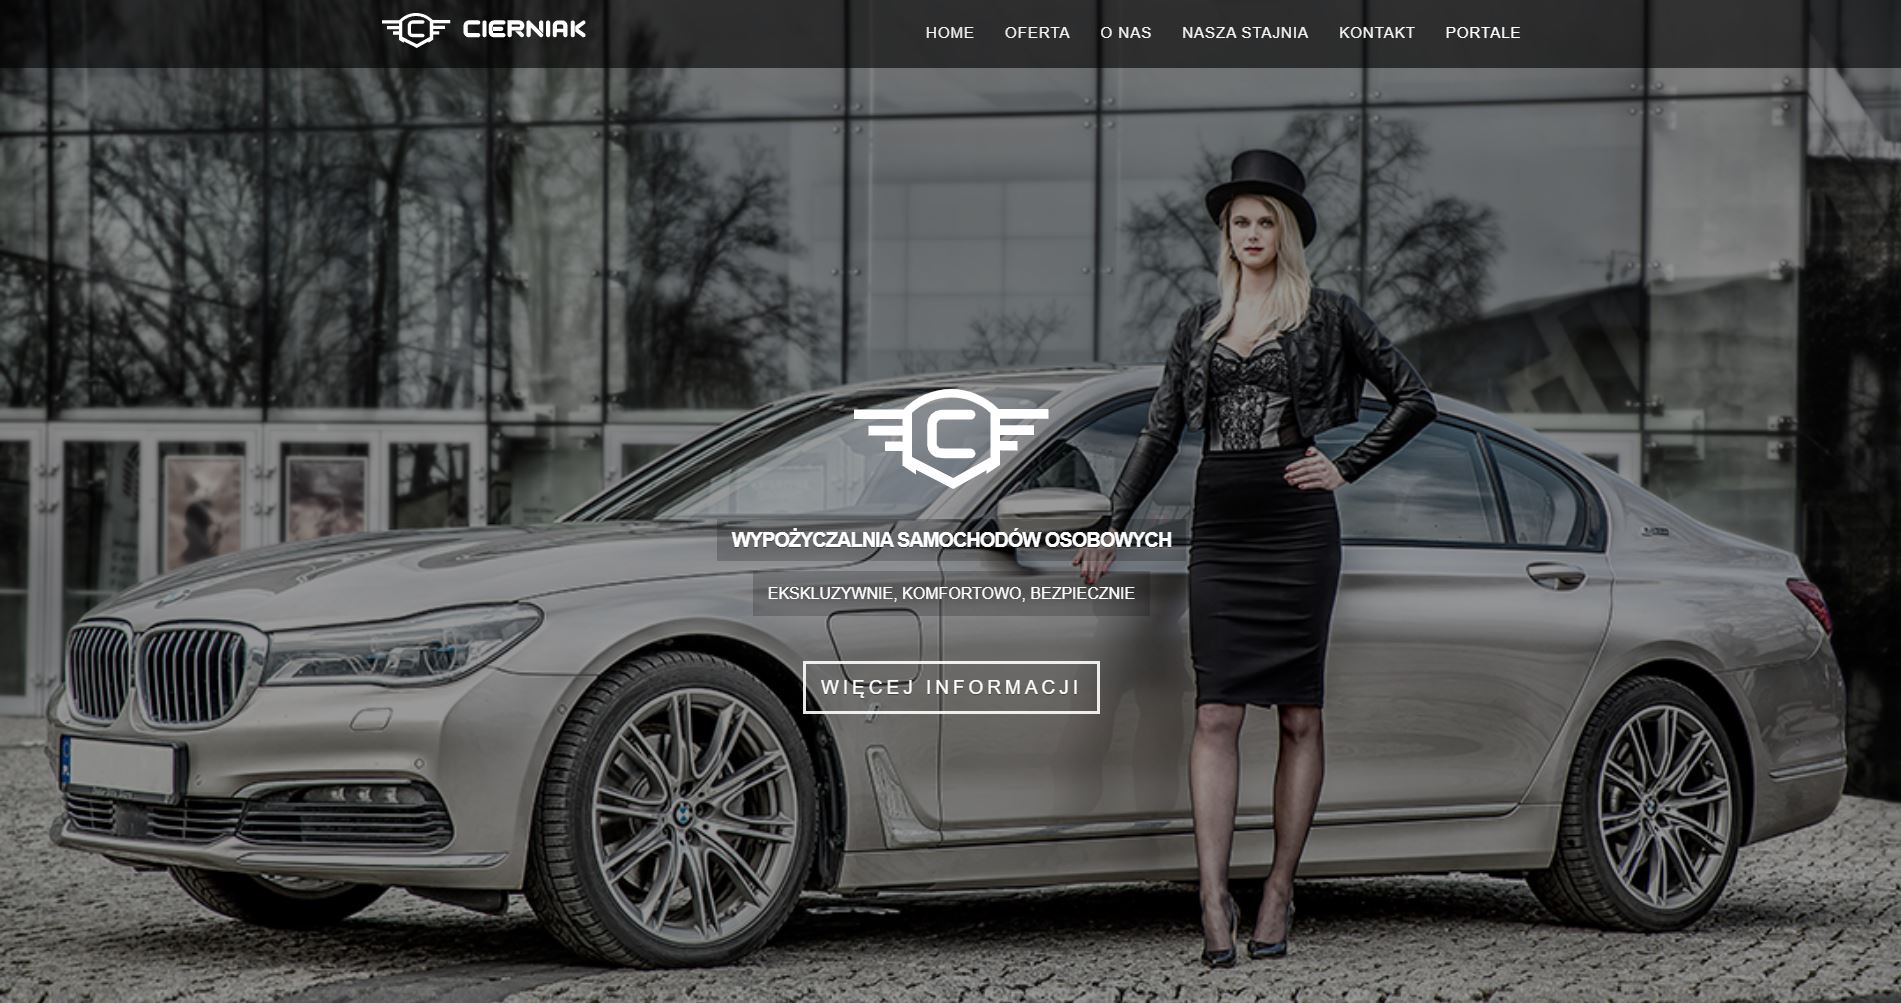 CIERNIAK
HOME OFERTA O NAS NASZA STAJNIA KONTAKT PORTALE
C
WYPOŻYCZALNIA SAMOCHODÓW OSOBOWYCH
EKSKLUZYWNIE, KOMFORTOWO, BEZPIECZNIE
WIĘCEJ INFORMACJI